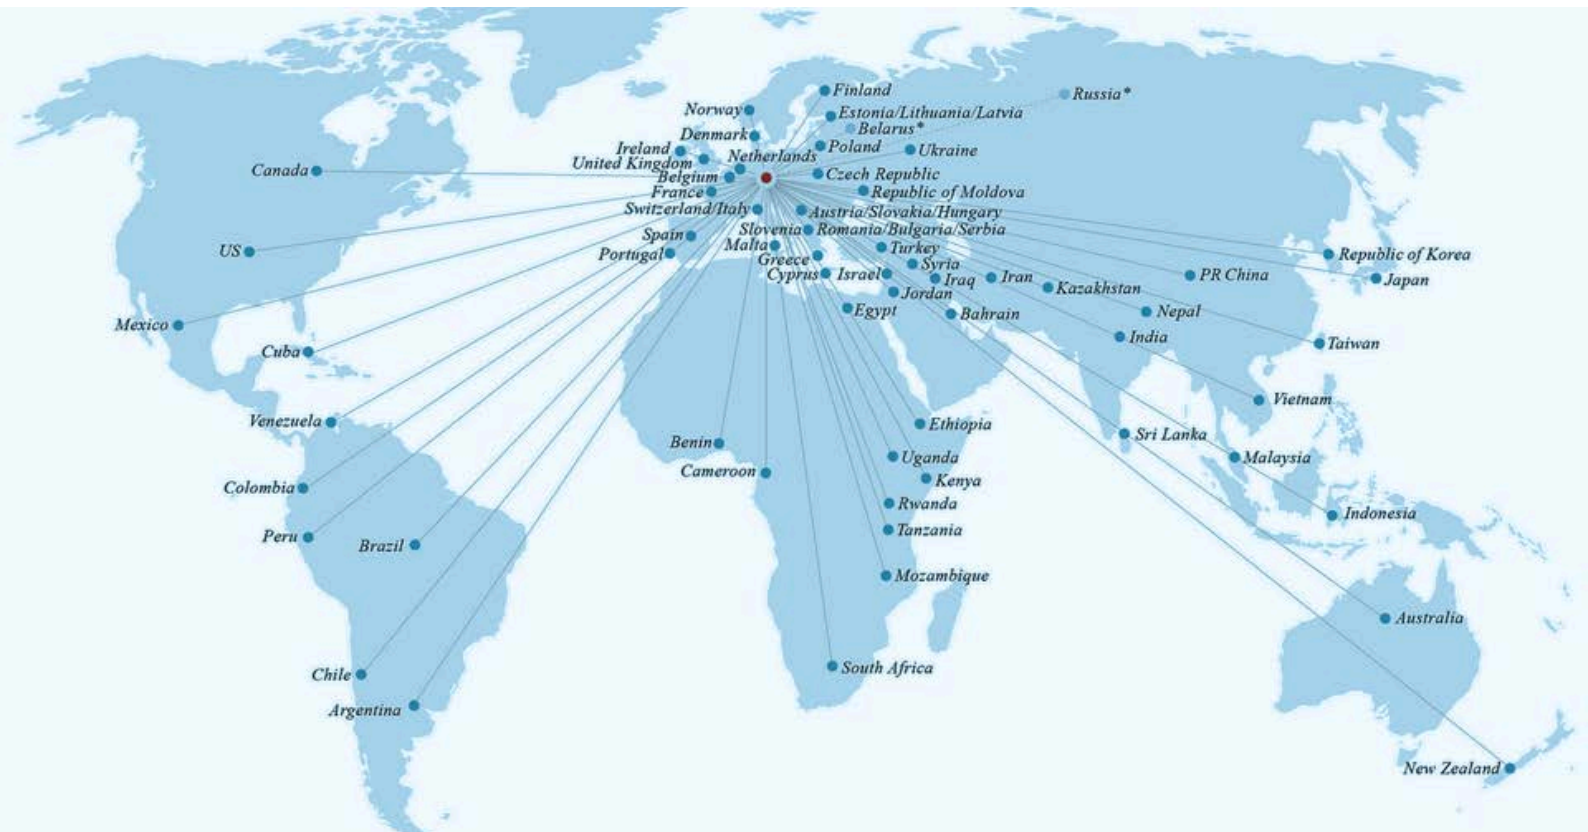 Finland
Russia*
Norway
Estonia/Lithuania/Latvia
Belarus*
Denmark
Ireland
Poland
Ukraine
Netherlands
United Kingdom
Canada
Belgium
Czech Republic
France
Republic of Moldova
Switzerland/Italy
Austria/Slovakia/Hungary
Slovenia
Romania/Bulgaria/Serbia
Spain
Malta
Turkey
US
Portugal
Greece
Syria
Republic of Korea
Cyprus
Israel
Iraq
Iran
PR China
Japan
Jordan
Kazakhstan
Egypt
Bahrain
Nepal
Mexico
India
Cuba
Taiwan
Vietnam
Venezuela
Ethiopia
Sri Lanka
Benin
Uganda
Malaysia
Cameroon
Kenya
Colombia
Rwanda
Indonesia
Peru
Brazil
Tanzania
Mozambique
Australia
Chile
South Africa
Argentina
New Zealand